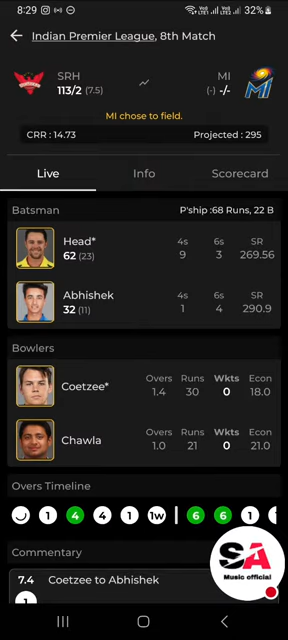 8:29
32%
Indian Premier League, 8th Match
SRH
113/2 (7.5)
MI
(-) -/-
MI
MI chose to field.
CRR : 14.73
Projected : 295
Live
Info
Scorecard
Batsman
P'ship :68 Runs, 22 B
Head*
62 (23)
4s 6s SR
9 3 269.56
Abhishek
32 (11)
4s 6s SR
1 4 290.9
Bowlers
Coetzee*
Overs Runs Wkts Econ
1.4 30 0 18.0
Chawla
Overs Runs Wkts Econ
1.0 21 0 21.0
Overs Timeline
1 4 4 1 1w | 6 6 1
Commentary
7.4 Coetzee to Abhishek
1
SA
Music official